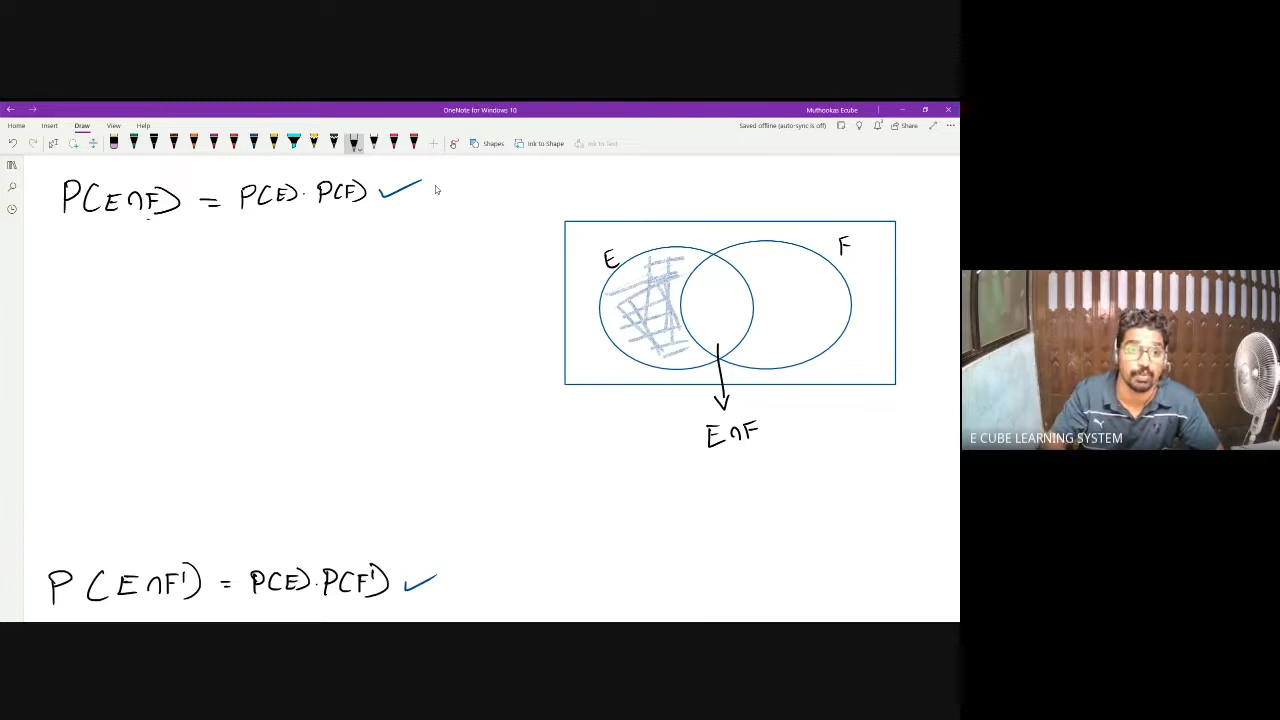 OneNote for Windows 10
Muthookas Ecube
Home Insert Draw View Help
Saved offline (auto-sync is off) Share
Shapes Ink to Shape Ink to Text
P(E∩F) = P(E) · P(F) ✓
E F
E∩F
P(E∩F') = P(E) · P(F') ✓
E CUBE LEARNING SYSTEM